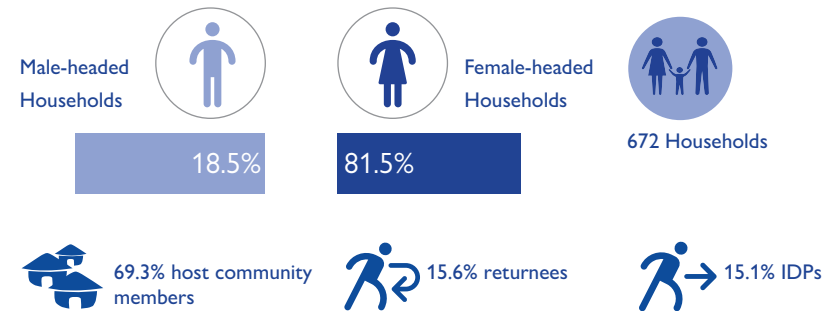 Male-headed
Households
Female-headed
Households
672 Households
18.5%
81.5%
69.3% host community
members
15.6% returnees
15.1% IDPs